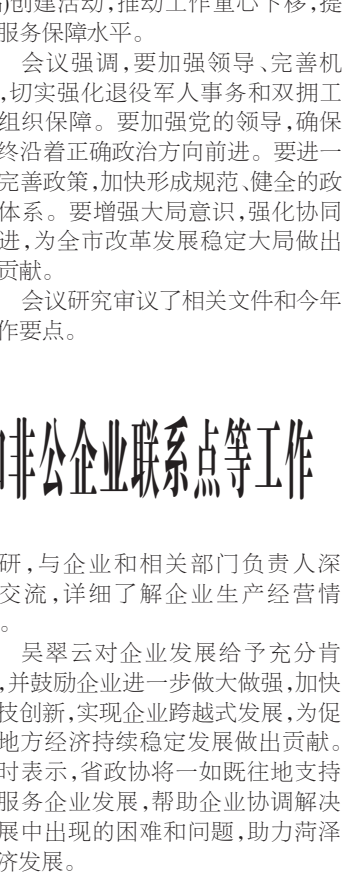 创建活动,推动工作重心下移,提
服务保障水平。
会议强调,要加强领导、完善机
,切实强化退役军人事务和双拥工
组织保障。要加强党的领导,确保
终沿着正确政治方向前进。要进一
完善政策,加快形成规范、健全的政
体系。要增强大局意识,强化协同
进,为全市改革发展稳定大局做出
贡献。
会议研究审议了相关文件和今年
作要点。
非公企业联系点等工作
研,与企业和相关部门负责人深
交流,详细了解企业生产经营情
。
吴翠云对企业发展给予充分肯
,并鼓励企业进一步做大做强,加快
技创新,实现企业跨越式发展,为促
地方经济持续稳定发展做出贡献。
时表示,省政协将一如既往地支持
服务企业发展,帮助企业协调解决
展中出现的困难和问题,助力菏泽
济发展。